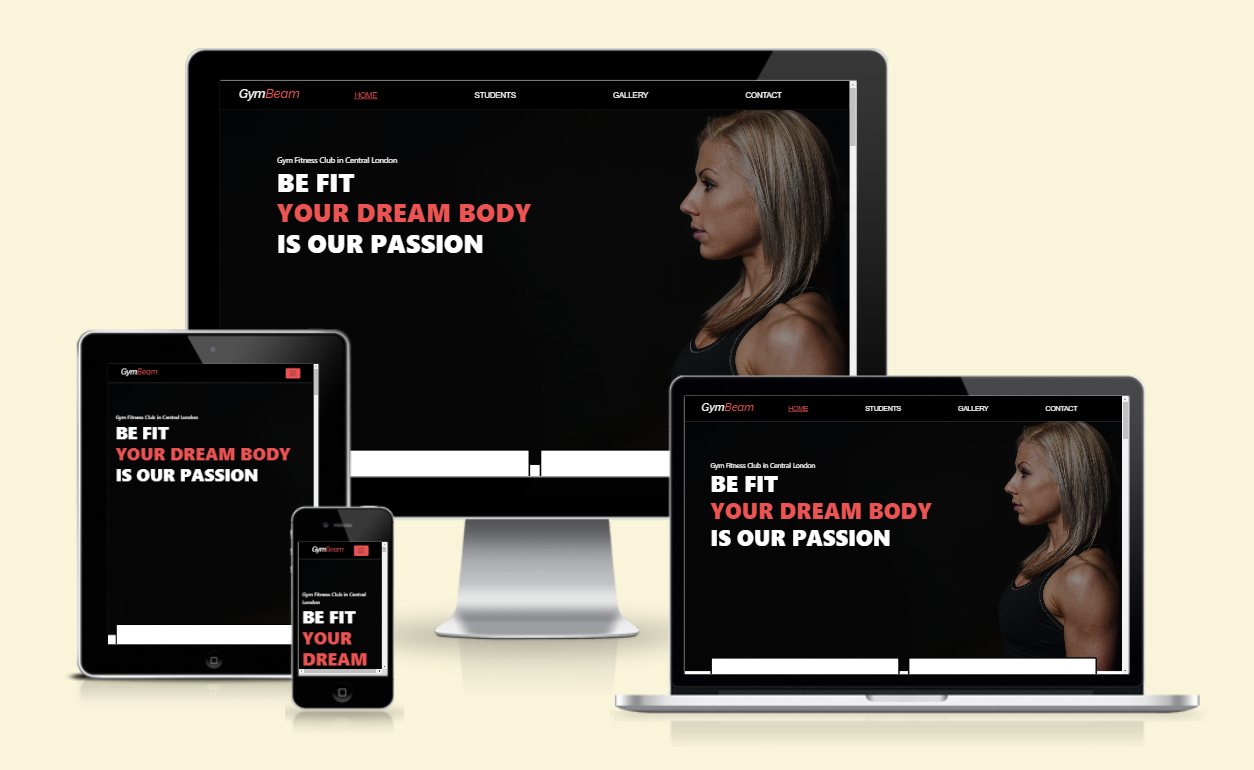 GymBeam HOME STUDENTS GALLERY CONTACT
Gym Fitness Club in Central London
BE FIT
YOUR DREAM BODY
IS OUR PASSION
GymBeam
Gym Fitness Club in Central London
BE FIT
YOUR DREAM BODY
IS OUR PASSION
GymBeam
Gym Fitness Club in Central
London
BE FIT
YOUR
DREAM
GymBeam HOME STUDENTS GALLERY CONTACT
Gym Fitness Club in Central London
BE FIT
YOUR DREAM BODY
IS OUR PASSION